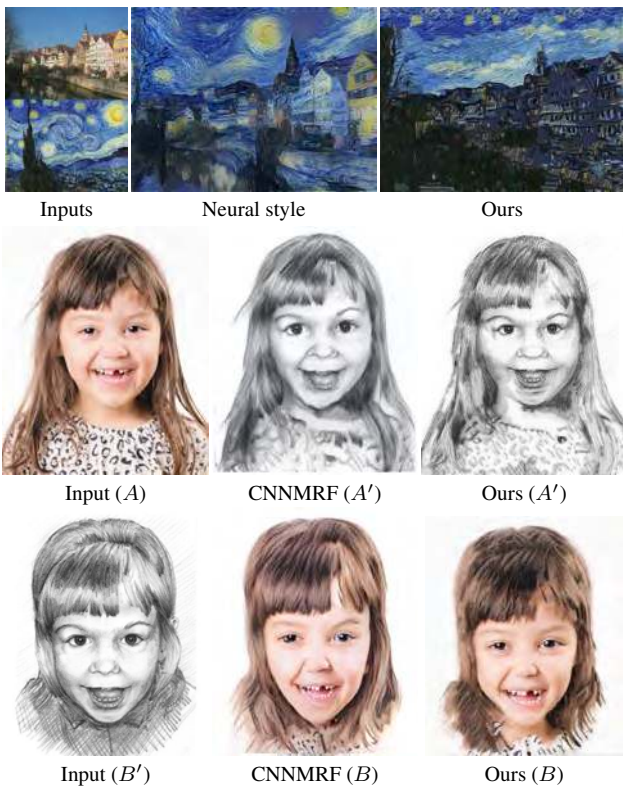 Inputs
Neural style
Ours
Input (A)
CNNMRF (A′)
Ours (A′)
Input (B′)
CNNMRF (B)
Ours (B)